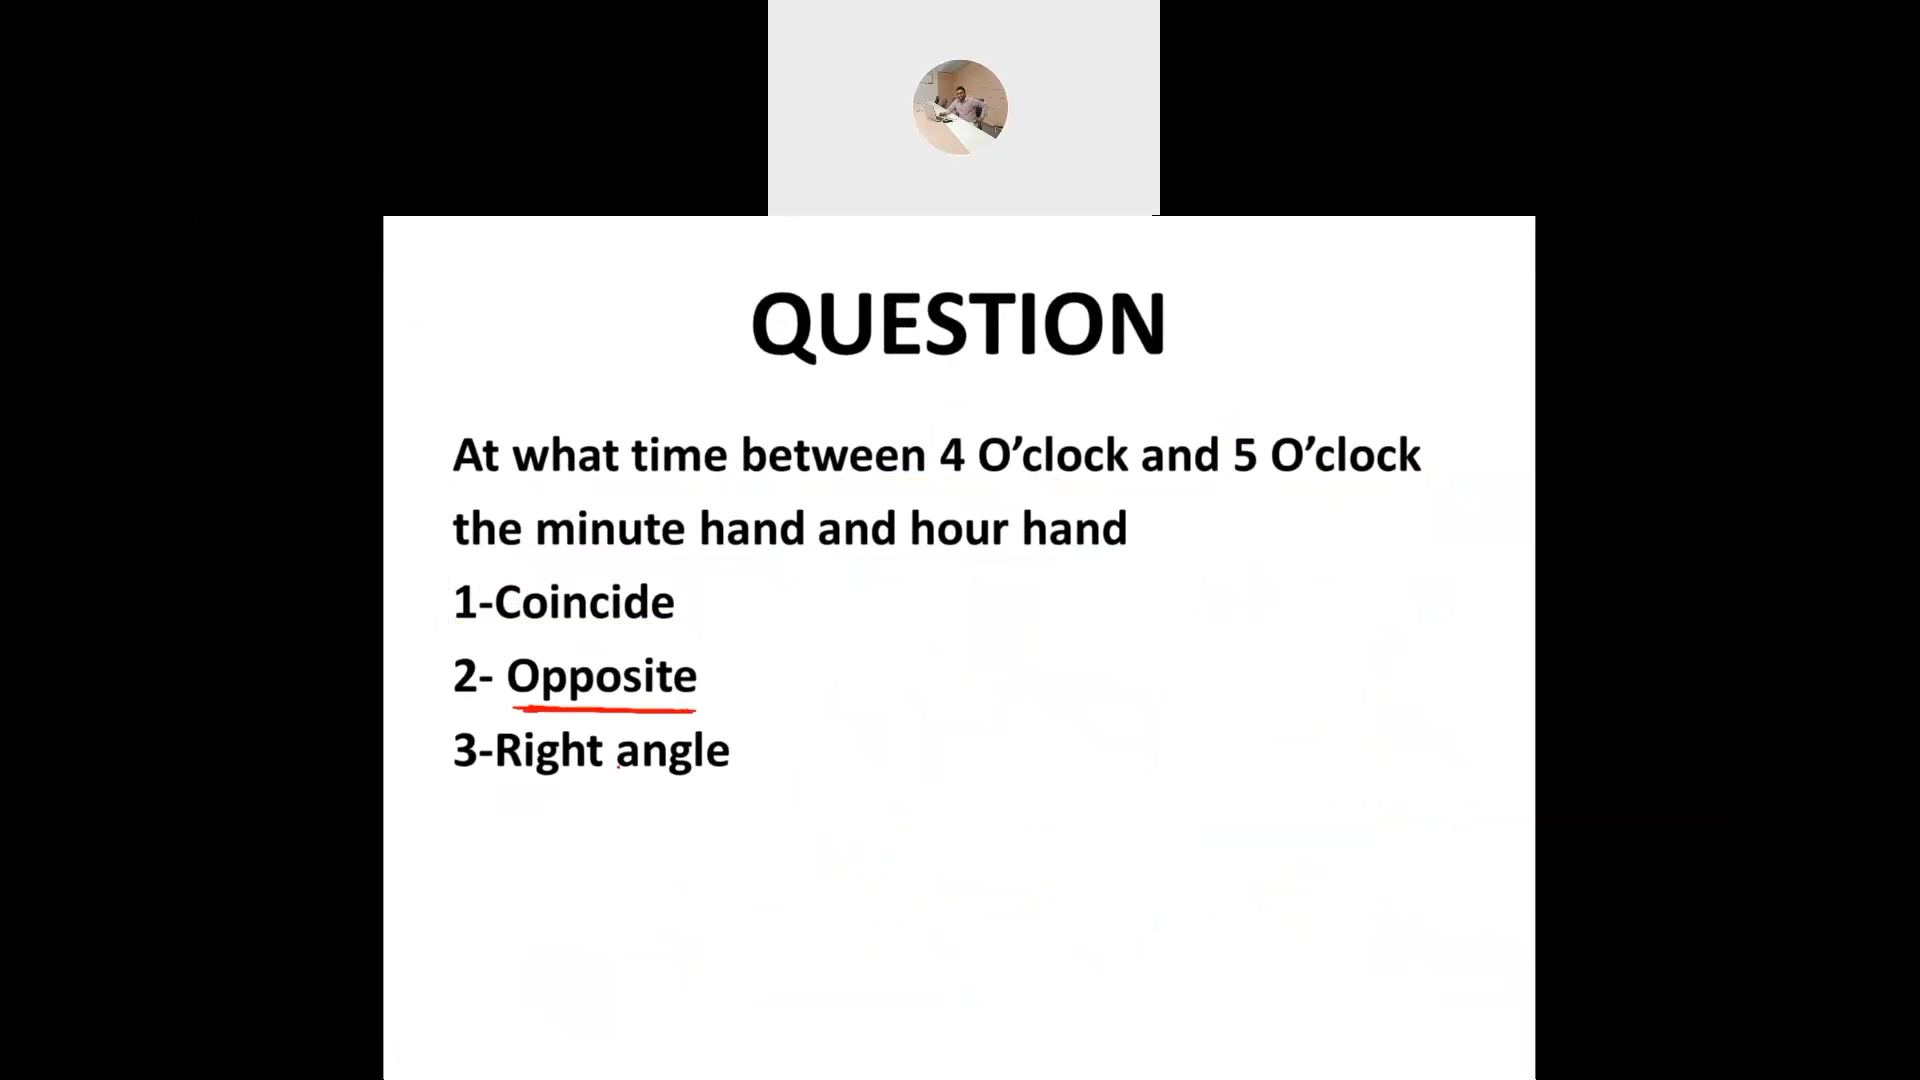 QUESTION
At what time between 4 O’clock and 5 O’clock
the minute hand and hour hand
1-Coincide
2- Opposite
3-Right angle